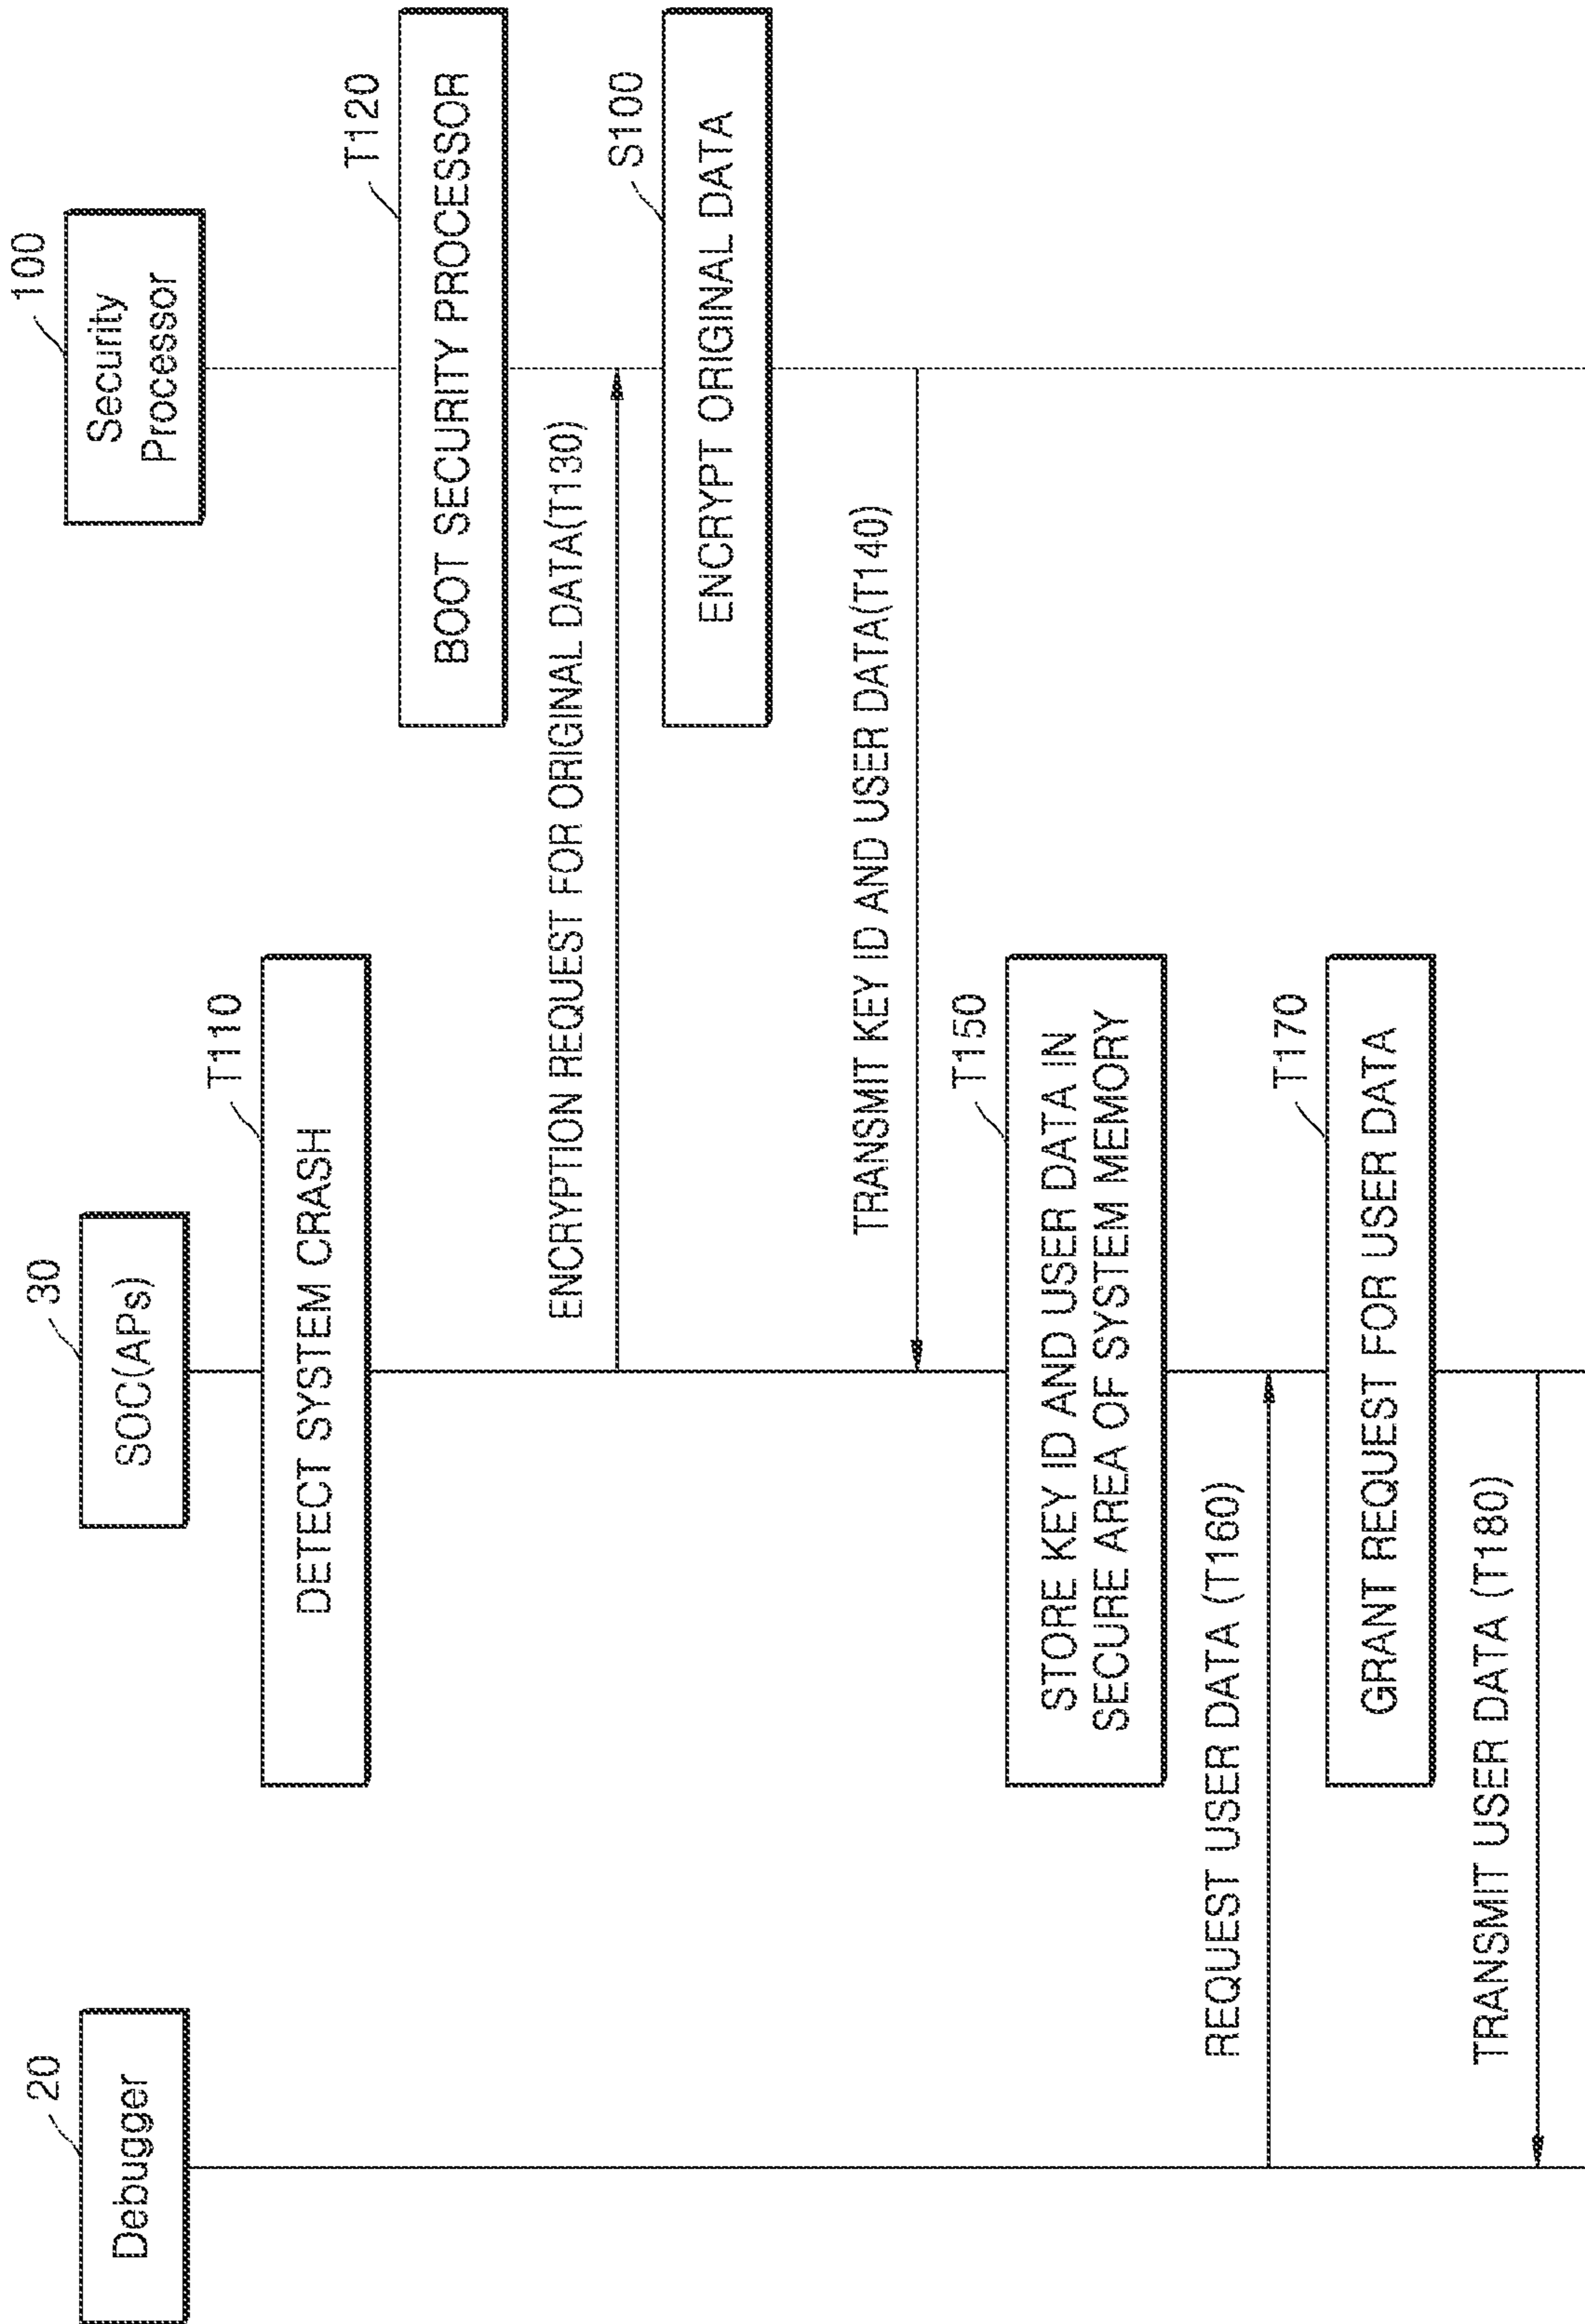 20
Debugger
30
SOC(APs)
100
Security
Processor
T110
DETECT SYSTEM CRASH
T120
BOOT SECURITY PROCESSOR
ENCRYPTION REQUEST FOR ORIGINAL DATA(T130)
S100
ENCRYPT ORIGINAL DATA
TRANSMIT KEY ID AND USER DATA(T140)
T150
STORE KEY ID AND USER DATA IN
SECURE AREA OF SYSTEM MEMORY
REQUEST USER DATA (T160)
T170
GRANT REQUEST FOR USER DATA
TRANSMIT USER DATA (T180)